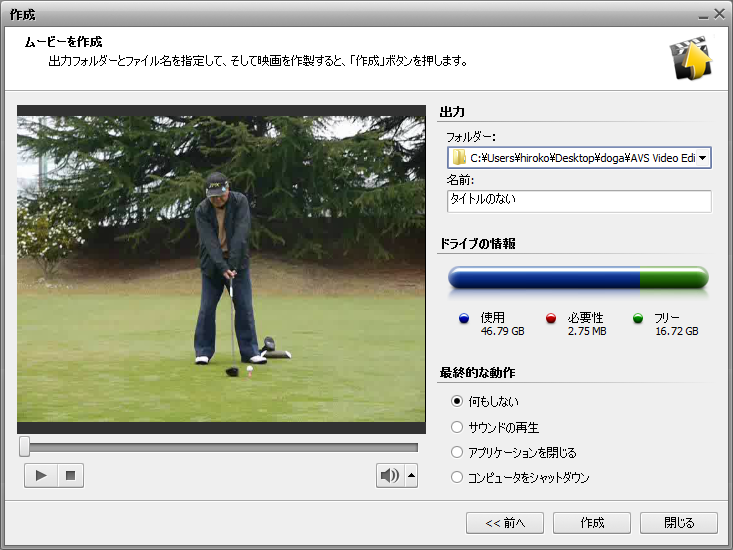 作成
ムービーを作成
出力フォルダーとファイル名を指定して、そして映画を作製すると、「作成」ボタンを押します。
出力
フォルダー:
C:¥Users¥hiroko¥Desktop¥doga¥AVS Video Edi
名前:
タイトルのない
ドライブの情報
使用 必要性 フリー
46.79 GB 2.75 MB 16.72 GB
最終的な動作
何もしない
サウンドの再生
アプリケーションを閉じる
コンピュータをシャットダウン
<< 前へ 作成 閉じる